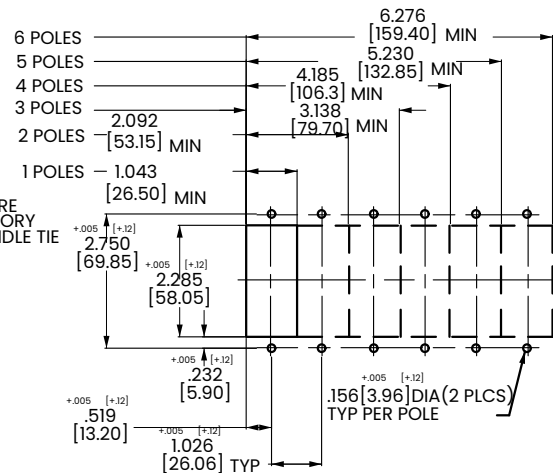 6.276
[159.40] MIN
6 POLES
5 POLES
5.230
[132.85] MIN
4 POLES
4.185
[106.3] MIN
3 POLES
3.138
[79.70] MIN
2.092
[53.15] MIN
2 POLES
1 POLES
1.043
[26.50] MIN
RE
ORY
NDLE TIE
+.005 [+.12]
2.750
[69.85]
+.005 [+.12]
2.285
[58.05]
+.005 [+.12]
.232
[5.90]
+.005 [+.12]
.156[3.96]DIA(2 PLCS)
TYP PER POLE
+.005 [+.12]
.519
[13.20]
+.005 [+.12]
1.026
[26.06] TYP